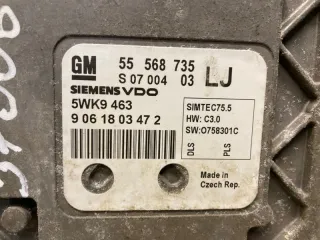 GM 55 568 735
S 07 004 03 LJ
SIEMENS VDO
5WK9 463
9 06 18 03 47 2
SIMTEC75.5
HW: C3.0
SW:O758301C
DLS PLS
Made in
Czech Rep.